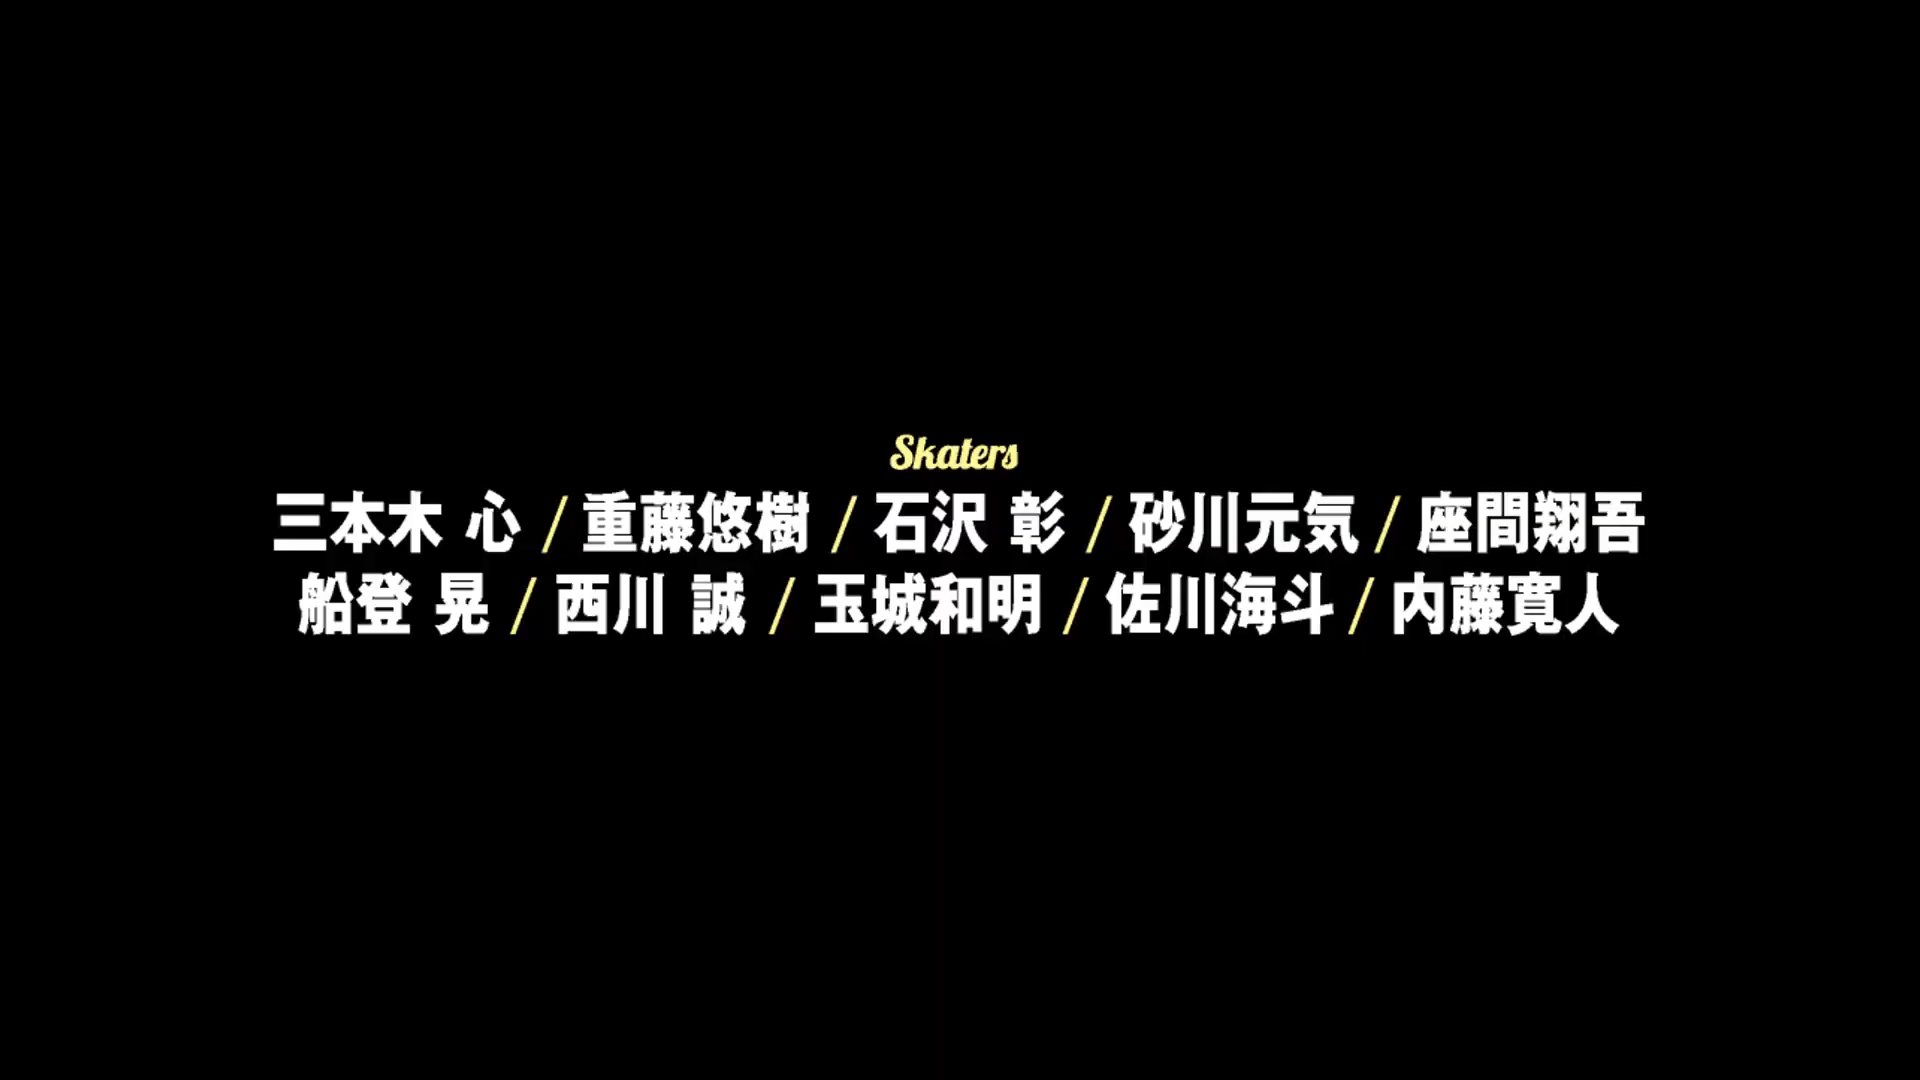 Skaters
三本木 心 / 重藤悠樹 / 石沢 彰 / 砂川元気 / 座間翔吾
船登 晃 / 西川 誠 / 玉城和明 / 佐川海斗 / 内藤寛人